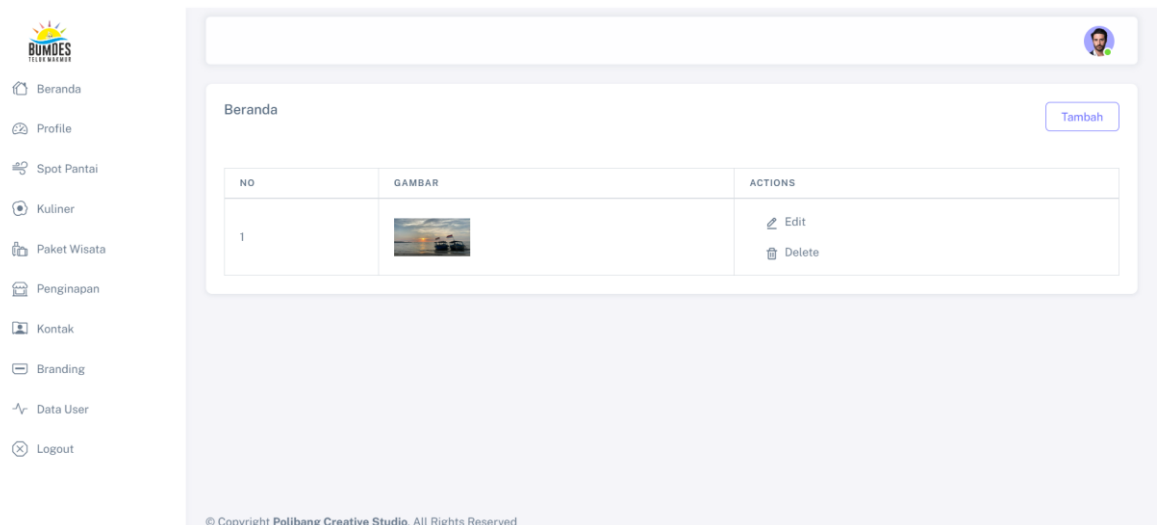 BUMDES
TELUK MAKMUR
Beranda
Profile
Spot Pantai
Kuliner
Paket Wisata
Penginapan
Kontak
Branding
Data User
Logout
Beranda
Tambah
NO GAMBAR ACTIONS
1
Edit
Delete
© Copyright Polibang Creative Studio. All Rights Reserved